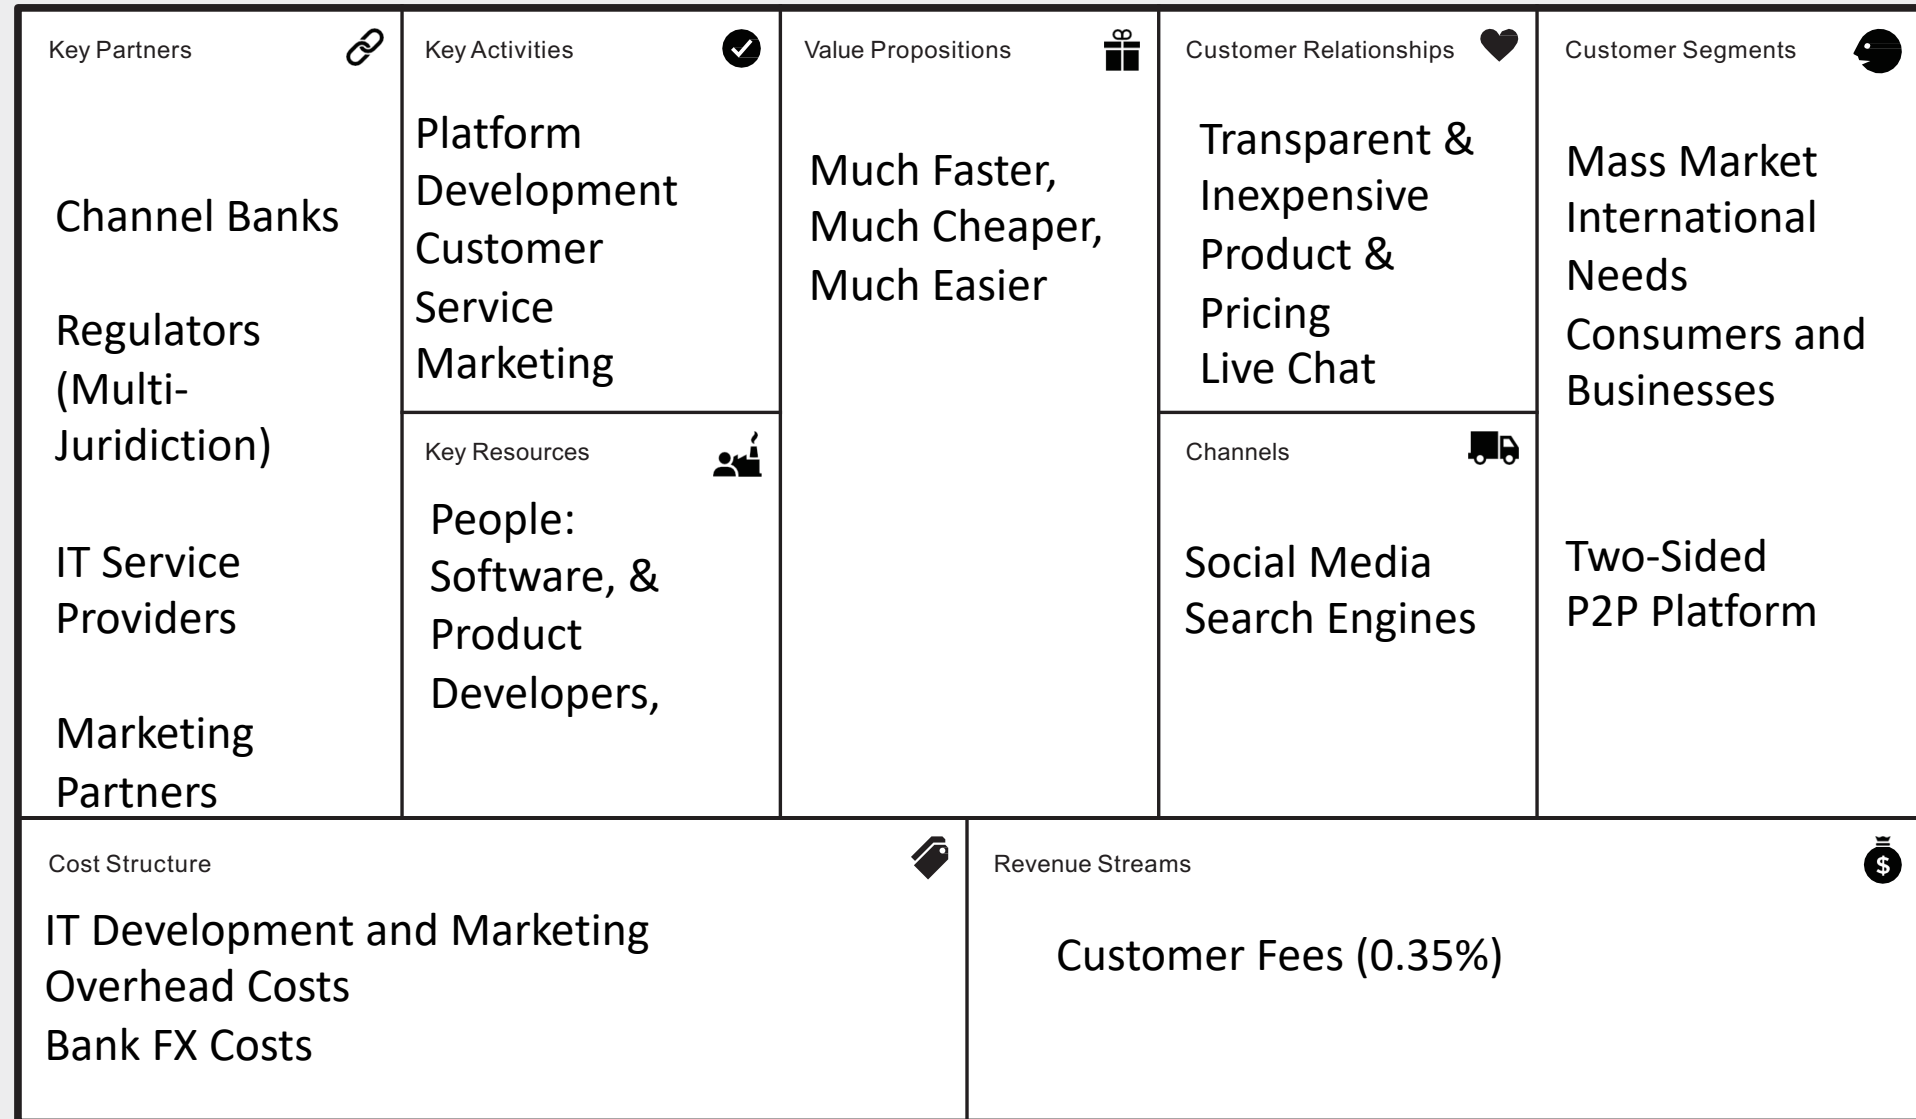 Key Partners
Channel Banks
Regulators
(Multi-
Juridiction)
IT Service
Providers
Marketing
Partners
Key Activities
Platform
Development
Customer
Service
Marketing
Key Resources
People:
Software, &
Product
Developers,
Value Propositions
Much Faster,
Much Cheaper,
Much Easier
Customer Relationships
Transparent &
Inexpensive
Product &
Pricing
Live Chat
Channels
Social Media
Search Engines
Customer Segments
Mass Market
International
Needs
Consumers and
Businesses
Two-Sided
P2P Platform
Cost Structure
IT Development and Marketing
Overhead Costs
Bank FX Costs
Revenue Streams
$
Customer Fees (0.35%)